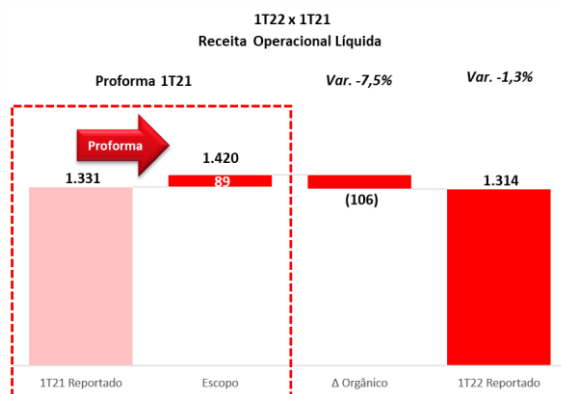 1T22 x 1T21
Receita Operacional Líquida
Proforma 1T21
Var. -7,5%
Var. -1,3%
Proforma
1.420
1.331
89
(106)
1.314
1T21 Reportado
Escopo
Δ Orgânico
1T22 Reportado